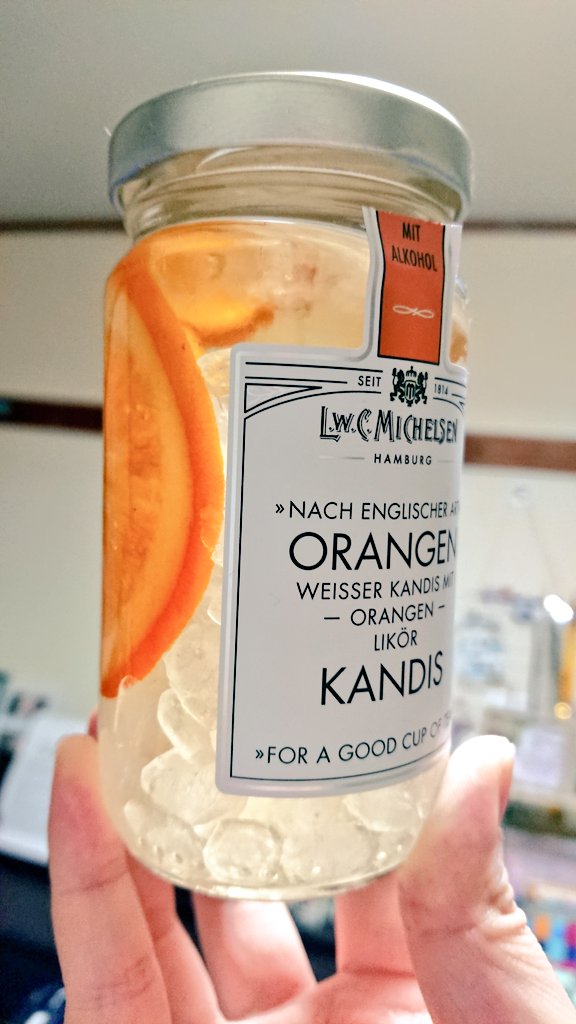 MIT
ALKOHOL
SEIT 1814
L.W.C. MICHELSEN
HAMBURG
»NACH ENGLISCHER
ORANGEN
WEISSER KANDIS MIT
– ORANGEN –
LIKÖR
KANDIS
»FOR A GOOD CUP OF